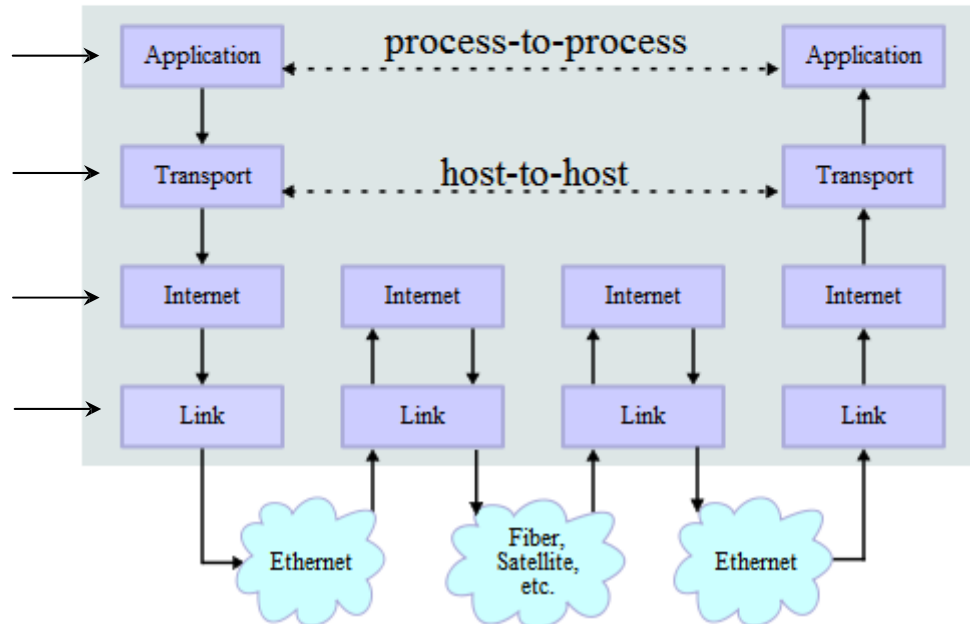 process-to-process
Application
Application
host-to-host
Transport
Transport
Internet
Internet
Internet
Internet
Link
Link
Link
Link
Ethernet
Fiber,
Satellite,
etc.
Ethernet